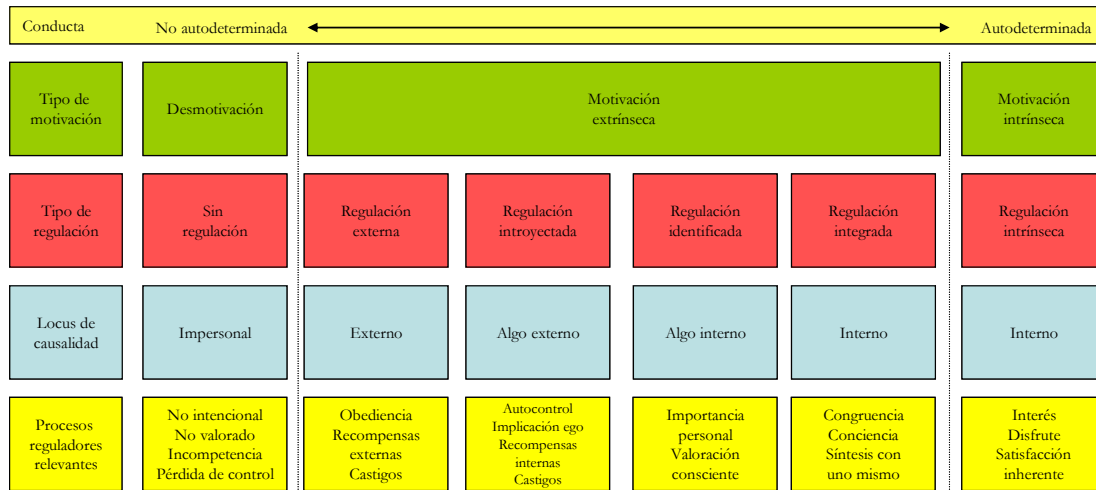 Conducta
No autodeterminada
Autodeterminada
Tipo de
motivación
Desmotivación
Motivación
extrínseca
Motivación
intrínseca
Tipo de
regulación
Sin
regulación
Regulación
externa
Regulación
introyectada
Regulación
identificada
Regulación
integrada
Regulación
intrínseca
Locus de
causalidad
Impersonal
Externo
Algo externo
Algo interno
Interno
Interno
Procesos
reguladores
relevantes
No intencional
No valorado
Incompetencia
Pérdida de control
Obediencia
Recompensas
externas
Castigos
Autocontrol
Implicación ego
Recompensas
internas
Castigos
Importancia
personal
Valoración
consciente
Congruencia
Conciencia
Síntesis con
uno mismo
Interés
Disfrute
Satisfacción
inherente